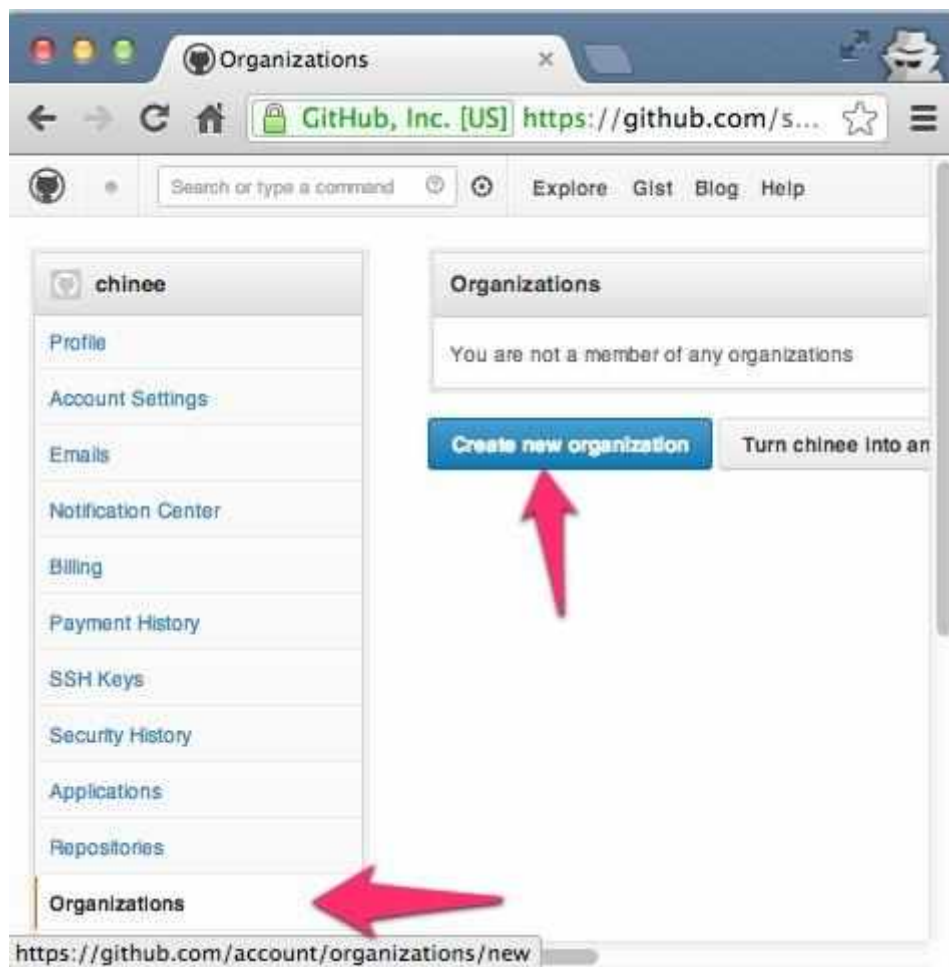 Organizations
GitHub, Inc. [US] https://github.com/s...
Search or type a command
Explore Gist Blog Help
chinee
Profile
Account Settings
Emails
Notification Center
Billing
Payment History
SSH Keys
Security History
Applications
Repositories
Organizations
Organizations
You are not a member of any organizations
Create new organization
Turn chinee into an
https://github.com/account/organizations/new